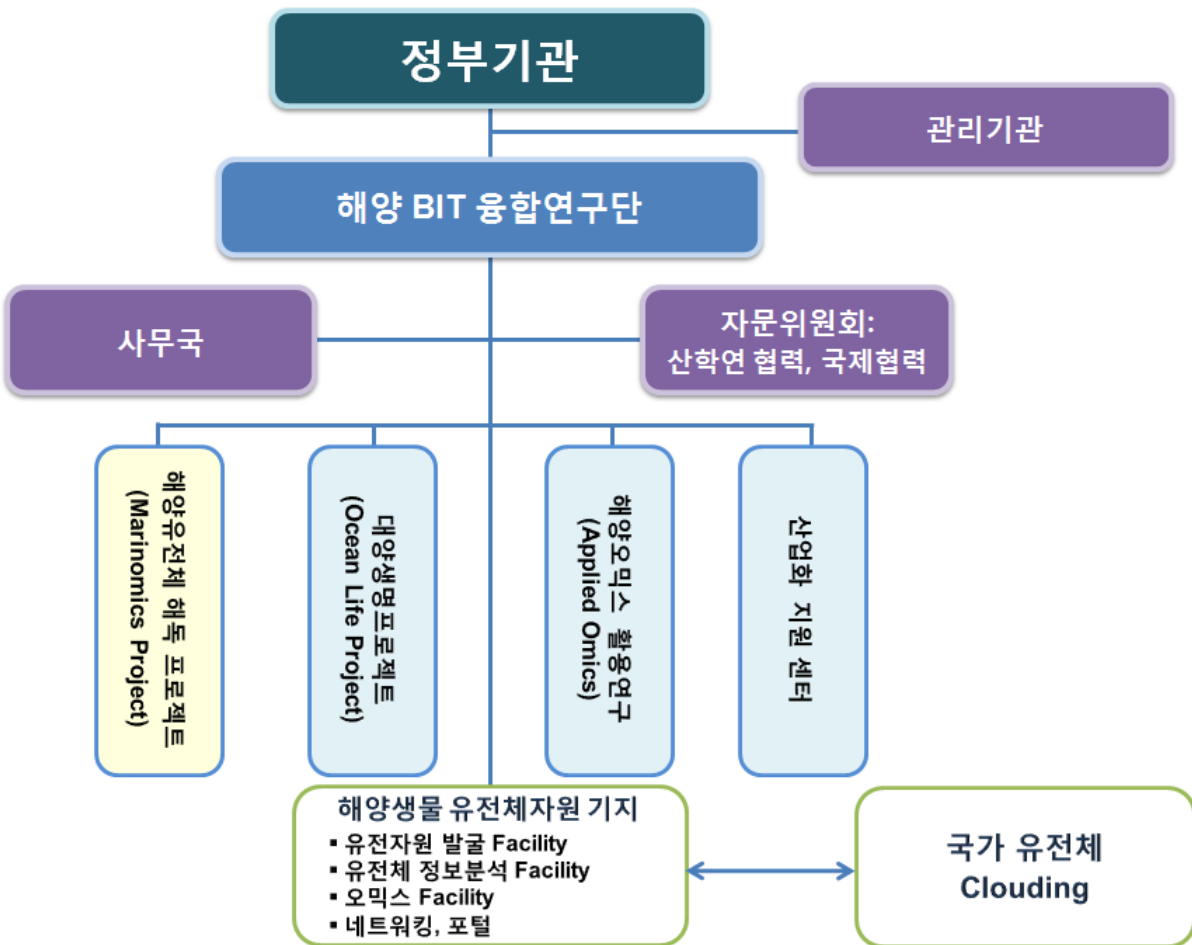 정부기관
관리기관
해양 BIT 융합연구단
사무국
자문위원회:
산학연 협력, 국제협력
해양유전체 해독 프로젝트
(Marinomics Project)
대양생명프로젝트
(Ocean Life Project)
해양오믹스 활용연구
(Applied Omics)
산업화 지원 센터
해양생물 유전체자원 기지
▪ 유전자원 발굴 Facility
▪ 유전체 정보분석 Facility
▪ 오믹스 Facility
▪ 네트워킹, 포털
국가 유전체
Clouding